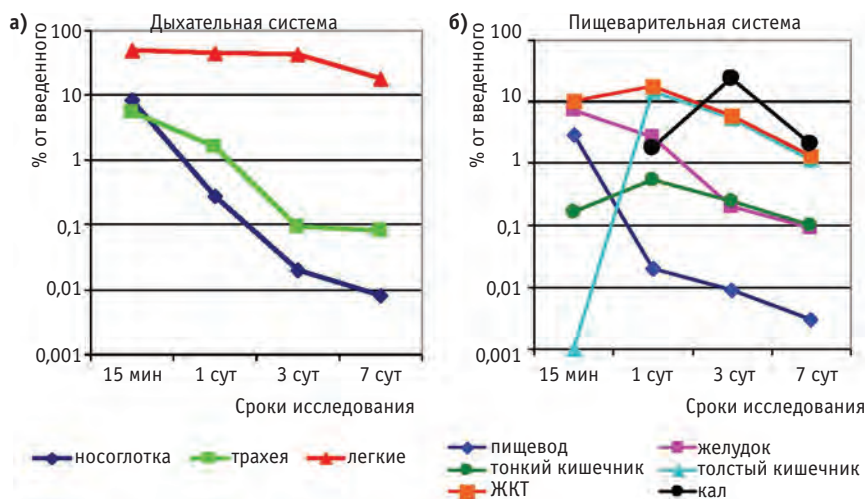 а) Дыхательная система
% от введенного
100
10
1
0,1
0,01
0,001
15 мин 1 сут 3 сут 7 сут
Сроки исследования
носоглотка трахея легкие
б) Пищеварительная система
% от введенного
100
10
1
0,1
0,01
0,001
15 мин 1 сут 3 сут 7 сут
Сроки исследования
пищевод желудок
тонкий кишечник толстый кишечник
ЖКТ кал